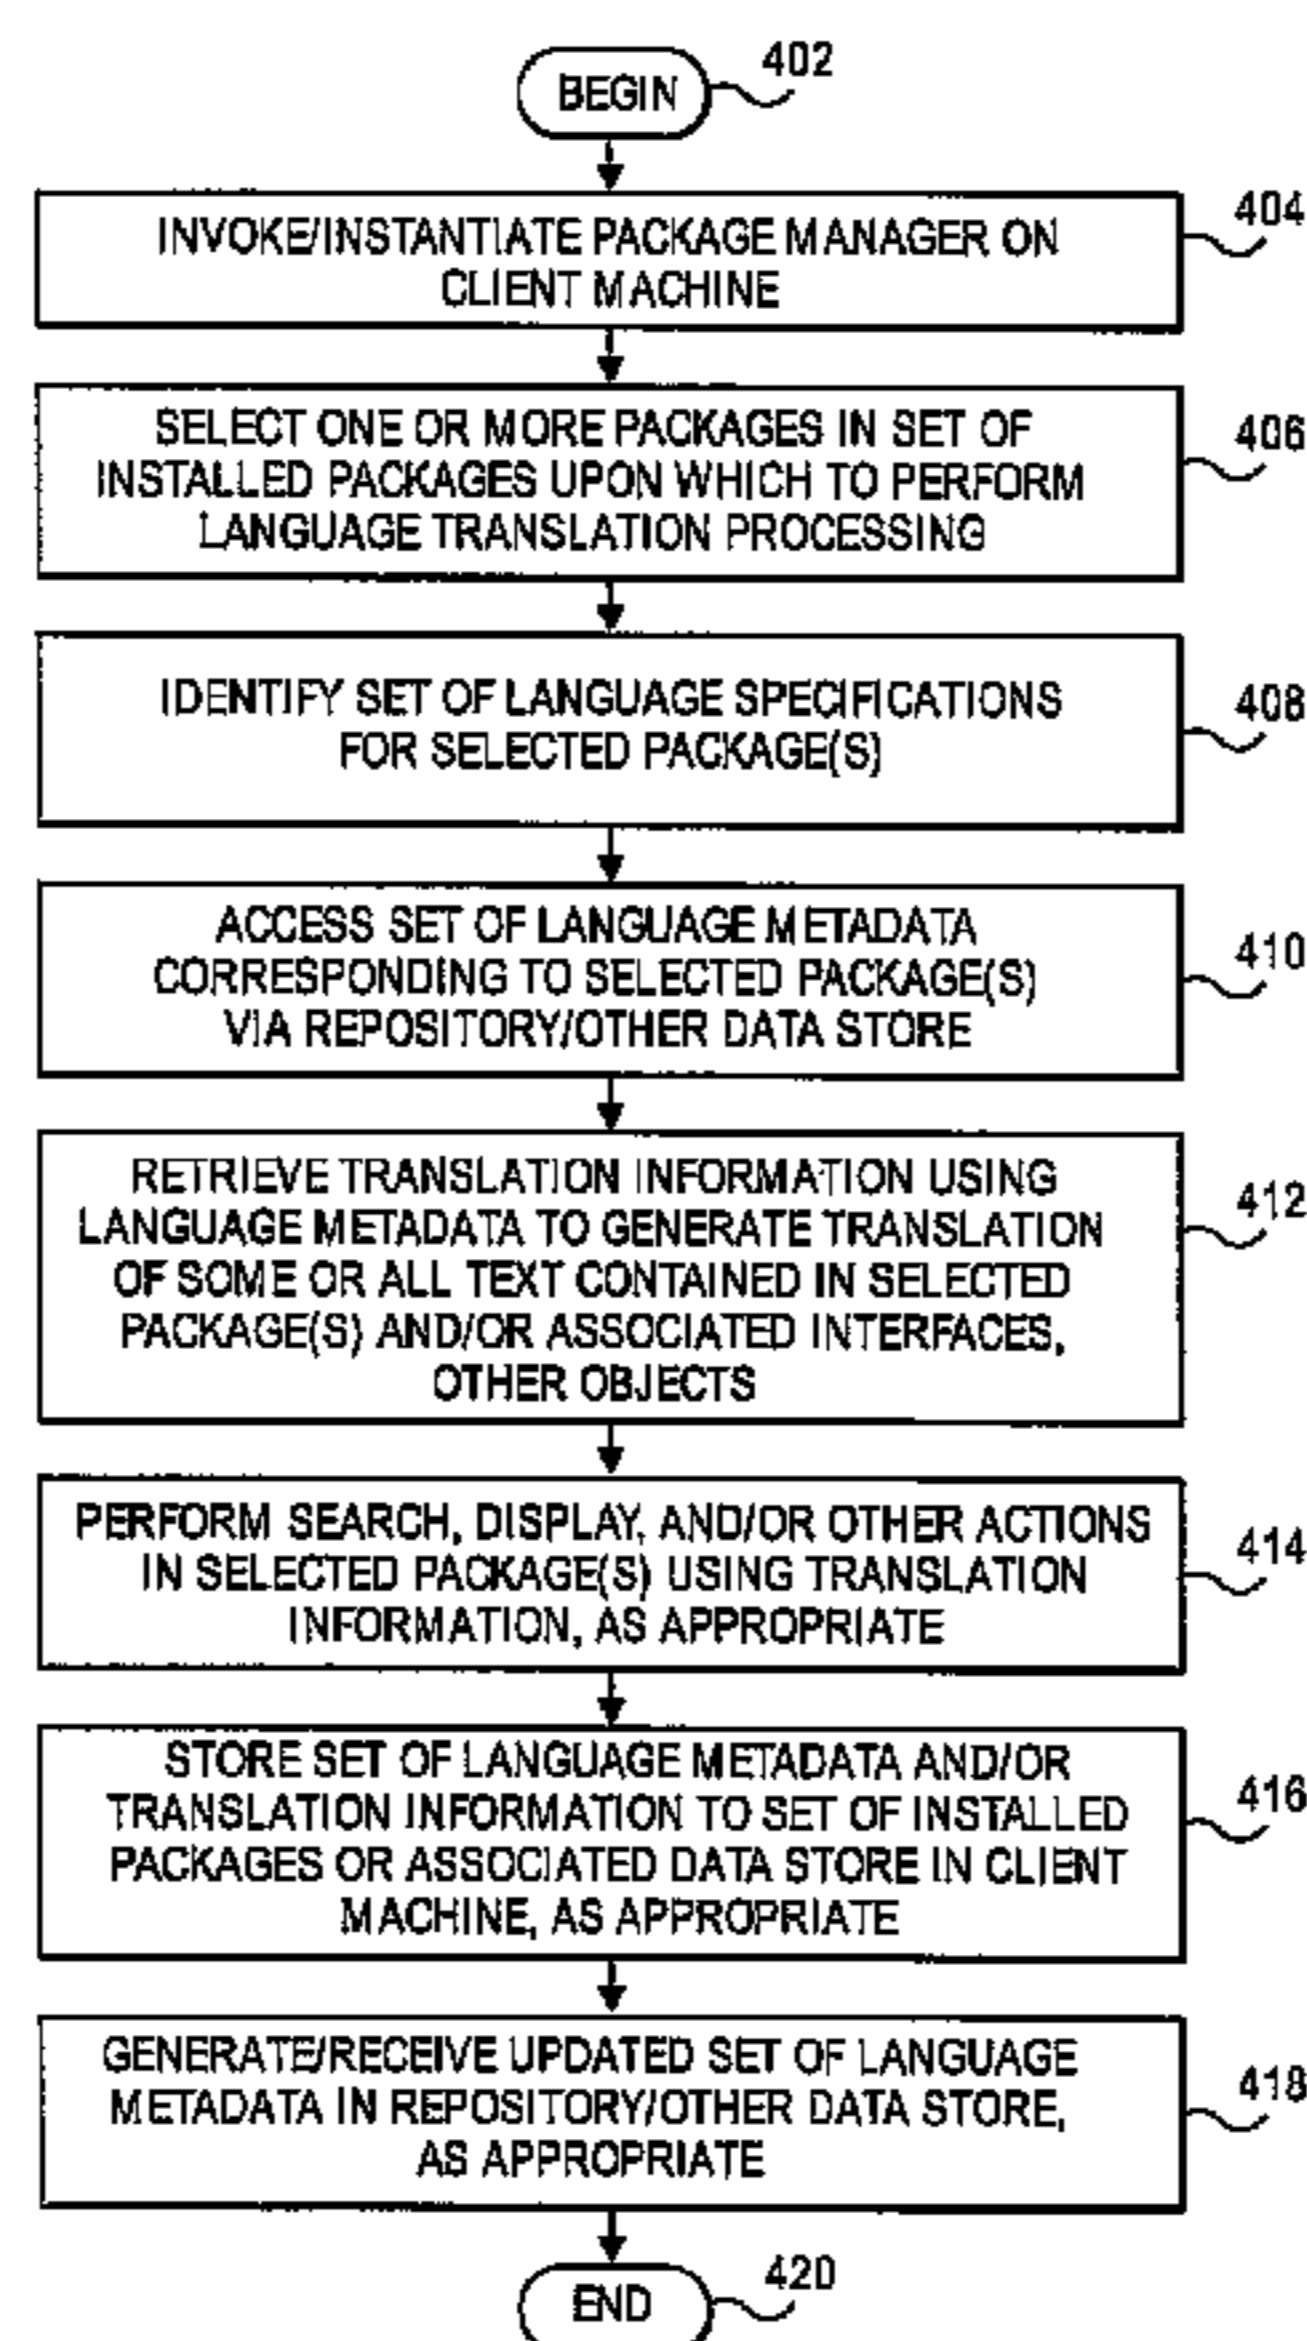 BEGIN
402
INVOKE/INSTANTIATE PACKAGE MANAGER ON
CLIENT MACHINE
404
SELECT ONE OR MORE PACKAGES IN SET OF
INSTALLED PACKAGES UPON WHICH TO PERFORM
LANGUAGE TRANSLATION PROCESSING
406
IDENTIFY SET OF LANGUAGE SPECIFICATIONS
FOR SELECTED PACKAGE(S)
408
ACCESS SET OF LANGUAGE METADATA
CORRESPONDING TO SELECTED PACKAGE(S)
VIA REPOSITORY/OTHER DATA STORE
410
RETRIEVE TRANSLATION INFORMATION USING
LANGUAGE METADATA TO GENERATE TRANSLATION
OF SOME OR ALL TEXT CONTAINED IN SELECTED
PACKAGE(S) AND/OR ASSOCIATED INTERFACES,
OTHER OBJECTS
412
PERFORM SEARCH, DISPLAY, AND/OR OTHER ACTIONS
IN SELECTED PACKAGE(S) USING TRANSLATION
INFORMATION, AS APPROPRIATE
414
STORE SET OF LANGUAGE METADATA AND/OR
TRANSLATION INFORMATION TO SET OF INSTALLED
PACKAGES OR ASSOCIATED DATA STORE IN CLIENT
MACHINE, AS APPROPRIATE
416
GENERATE/RECEIVE UPDATED SET OF LANGUAGE
METADATA IN REPOSITORY/OTHER DATA STORE,
AS APPROPRIATE
418
END
420